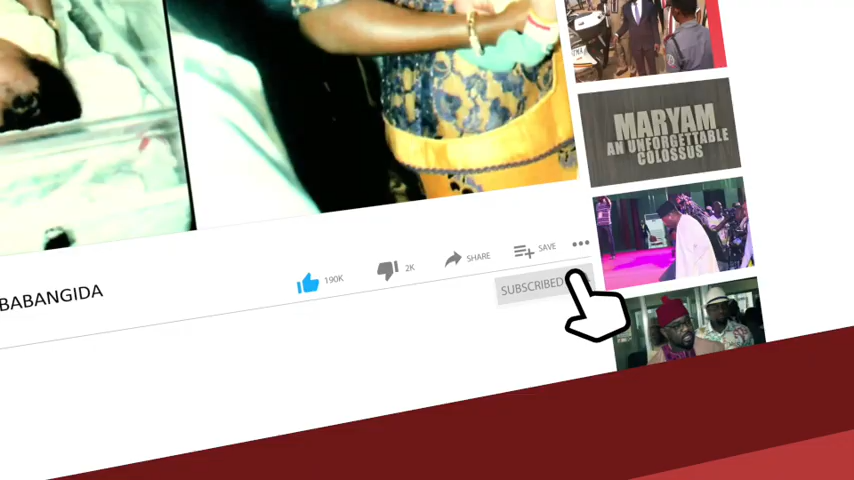 MARYAM
AN UNFORGETTABLE
COLOSSUS
BABANGIDA
190K
2K
SHARE
SAVE
SUBSCRIBED